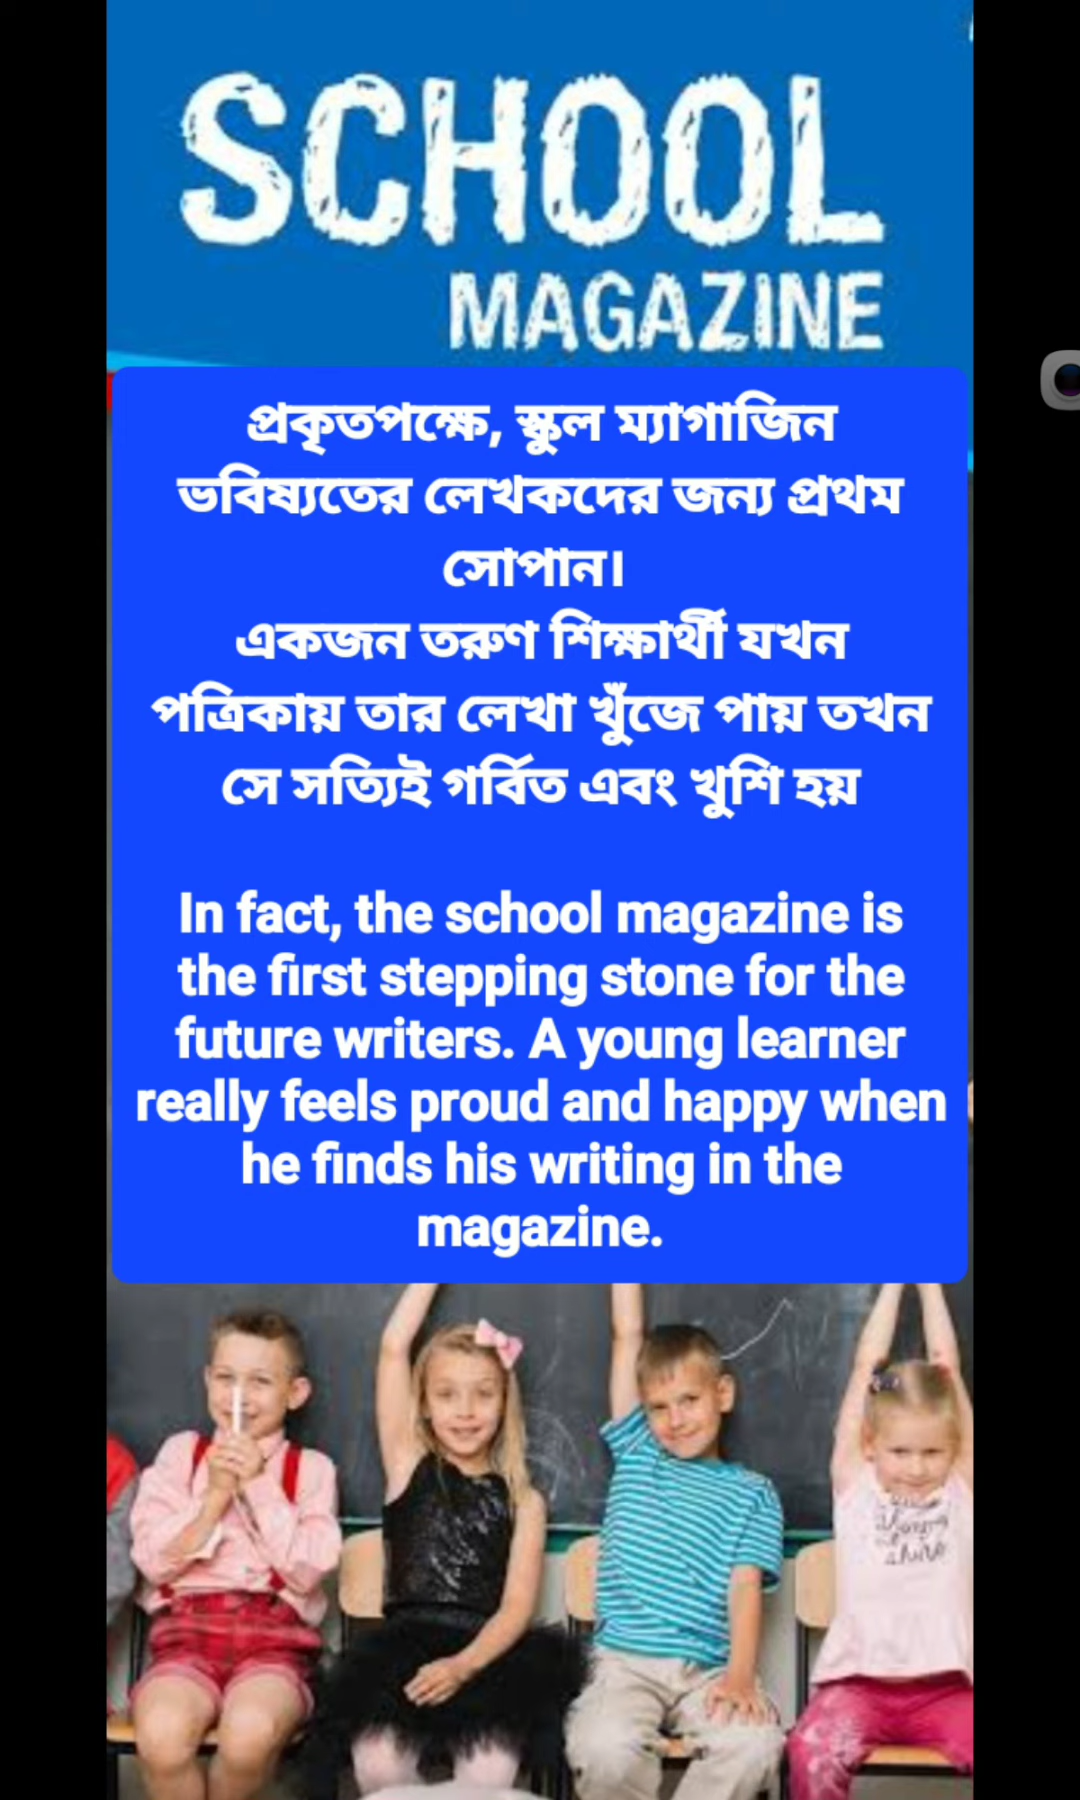 SCHOOL
MAGAZINE
প্রকৃতপক্ষে, স্কুল ম্যাগাজিন
ভবিষ্যতের লেখকদের জন্য প্রথম
সোপান।
একজন তরুণ শিক্ষার্থী যখন
পত্রিকায় তার লেখা খুঁজে পায় তখন
সে সত্যিই গর্বিত এবং খুশি হয়
In fact, the school magazine is
the first stepping stone for the
future writers. A young learner
really feels proud and happy when
he finds his writing in the
magazine.
shine